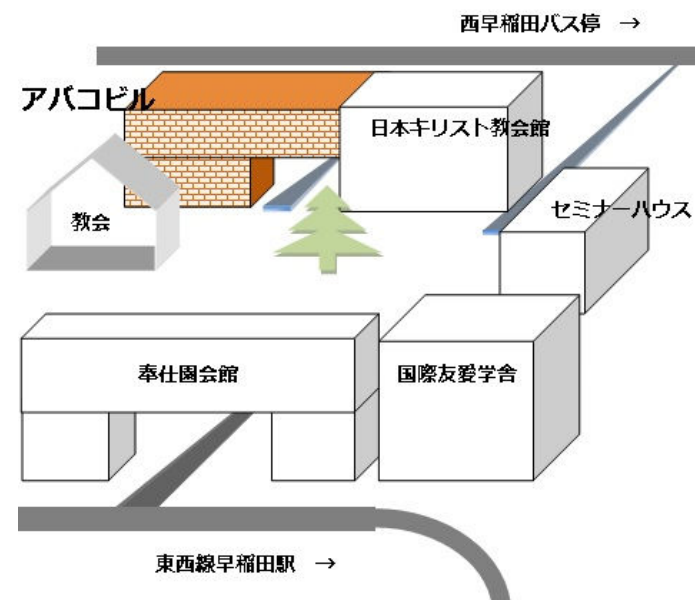 西早稲田バス停　→
アバコビル
日本キリスト教会館
セミナーハウス
教会
奉仕園会館
国際友愛学舎
東西線早稲田駅　→